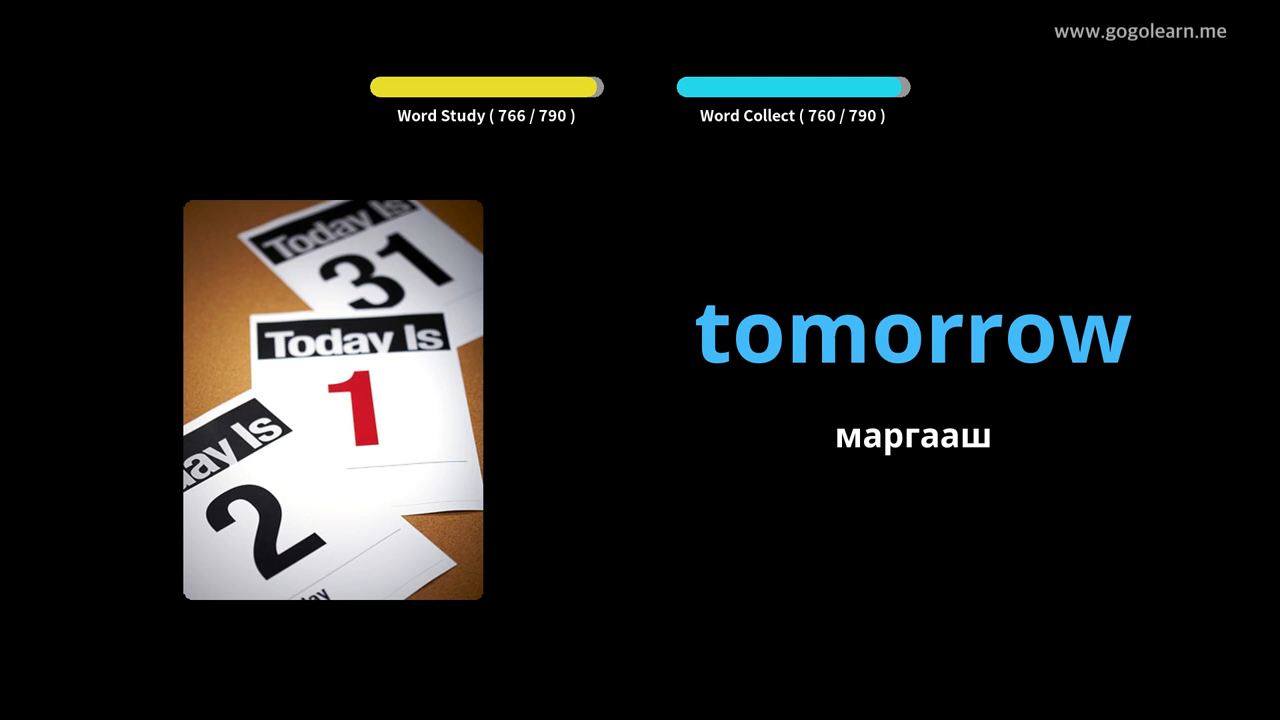 www.gogolearn.me
Word Study ( 766 / 790 )
Word Collect ( 760 / 790 )
Today Is
31
Today Is
1
ay Is
2
tomorrow
маргааш